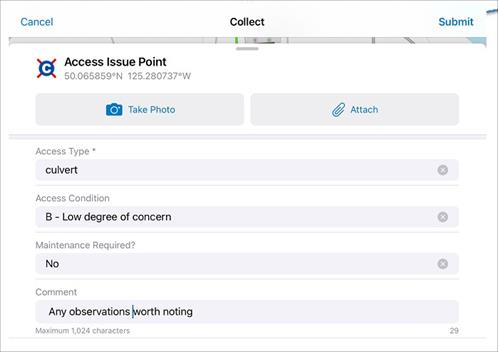 Cancel Collect Submit
C Access Issue Point
50.065859°N 125.280737°W
Take Photo Attach
Access Type *
culvert
Access Condition
B - Low degree of concern
Maintenance Required?
No
Comment
Any observations worth noting
Maximum 1,024 characters 29